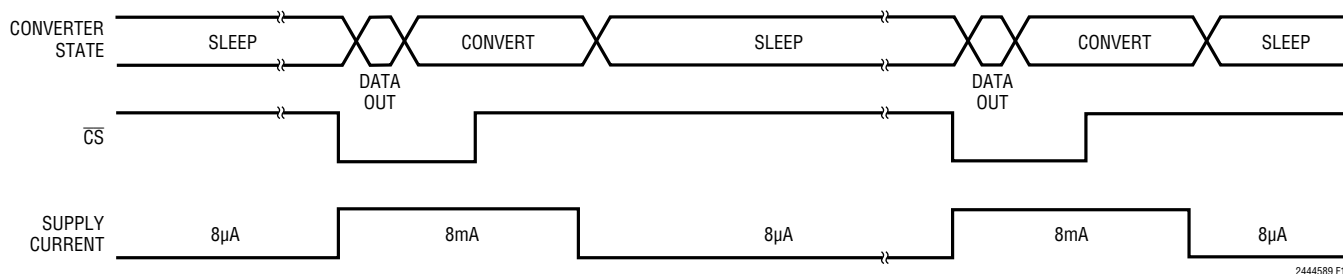 CONVERTER
STATE
SLEEP
CONVERT
SLEEP
CONVERT
SLEEP
DATA
OUT
DATA
OUT
CS
SUPPLY
CURRENT
8µA
8mA
8µA
8mA
8µA